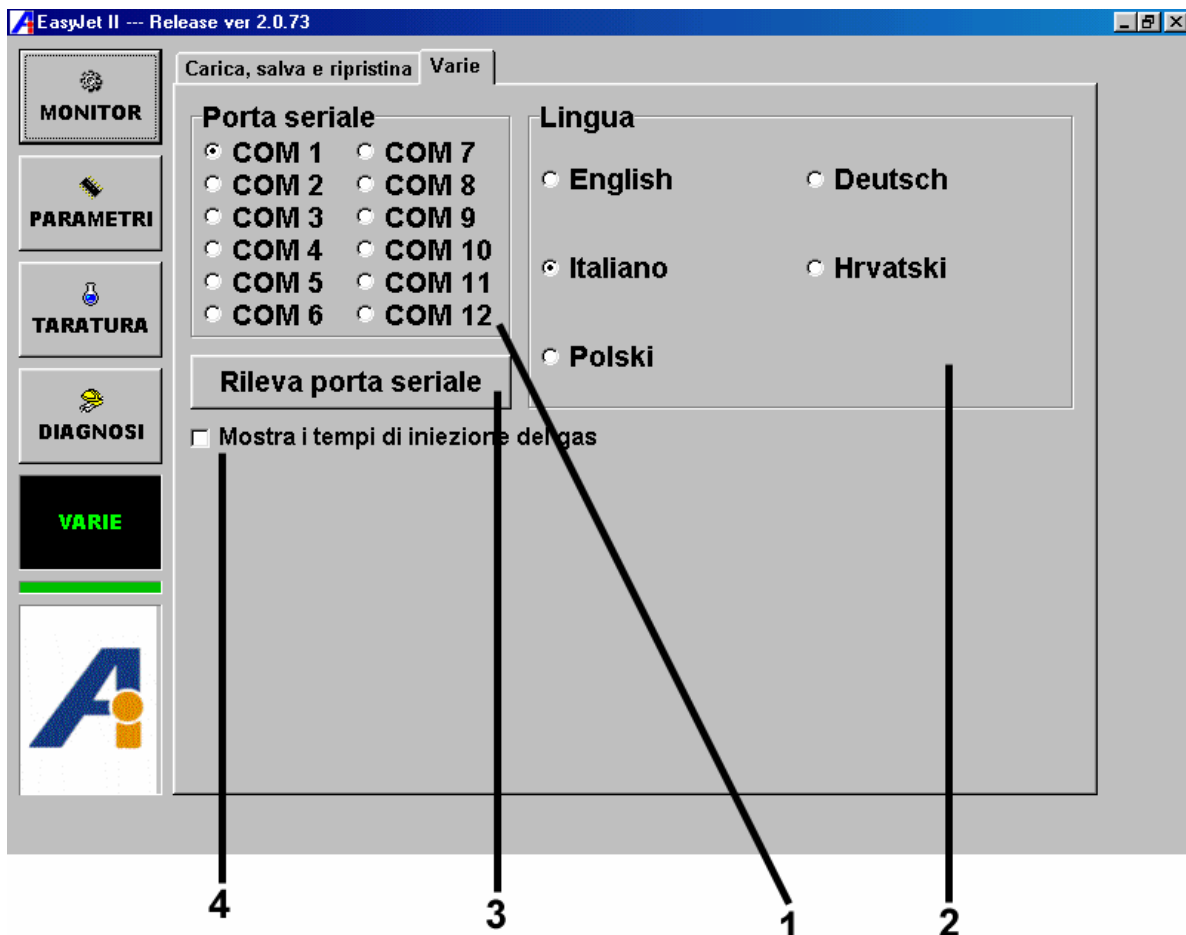 EasyJet II --- Release ver 2.0.73
MONITOR
PARAMETRI
TARATURA
DIAGNOSI
VARIE
Carica, salva e ripristina Varie
Porta seriale
COM 1 COM 7
COM 2 COM 8
COM 3 COM 9
COM 4 COM 10
COM 5 COM 11
COM 6 COM 12
Rileva porta seriale
Mostra i tempi di iniezione del gas
Lingua
English Deutsch
Italiano Hrvatski
Polski
4 3 1 2